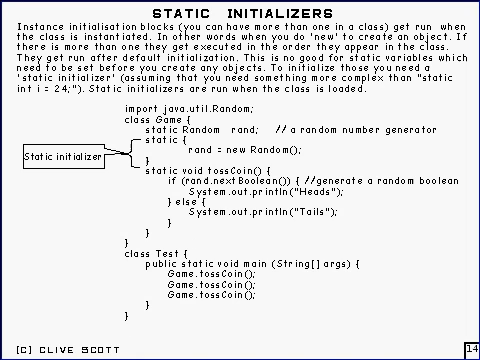 STATIC INITIALIZERS
Instance initialisation blocks (you can have more than one in a class) get run when
the class is instantiated. In other words when you do 'new' to create an object. If
there is more than one they get executed in the order they appear in the class.
They get run after default initialization. This is no good for static variables which
need to be set before you create any objects. To initialize those you need a
'static initializer' (assuming that you need something more complex than "static
int i = 24;"). Static initializers are run when the class is loaded.
import java.util.Random;
class Game {
static Random rand; // a random number generator
static {
rand = new Random();
}
Static initializer
static void tossCoin() {
if (rand.nextBoolean()) { //generate a random boolean
System.out.println("Heads");
} else {
System.out.println("Tails");
}
}
}
class Test {
public static void main (String[] args) {
Game.tossCoin();
Game.tossCoin();
Game.tossCoin();
}
}
[C] CLIVE SCOTT
14